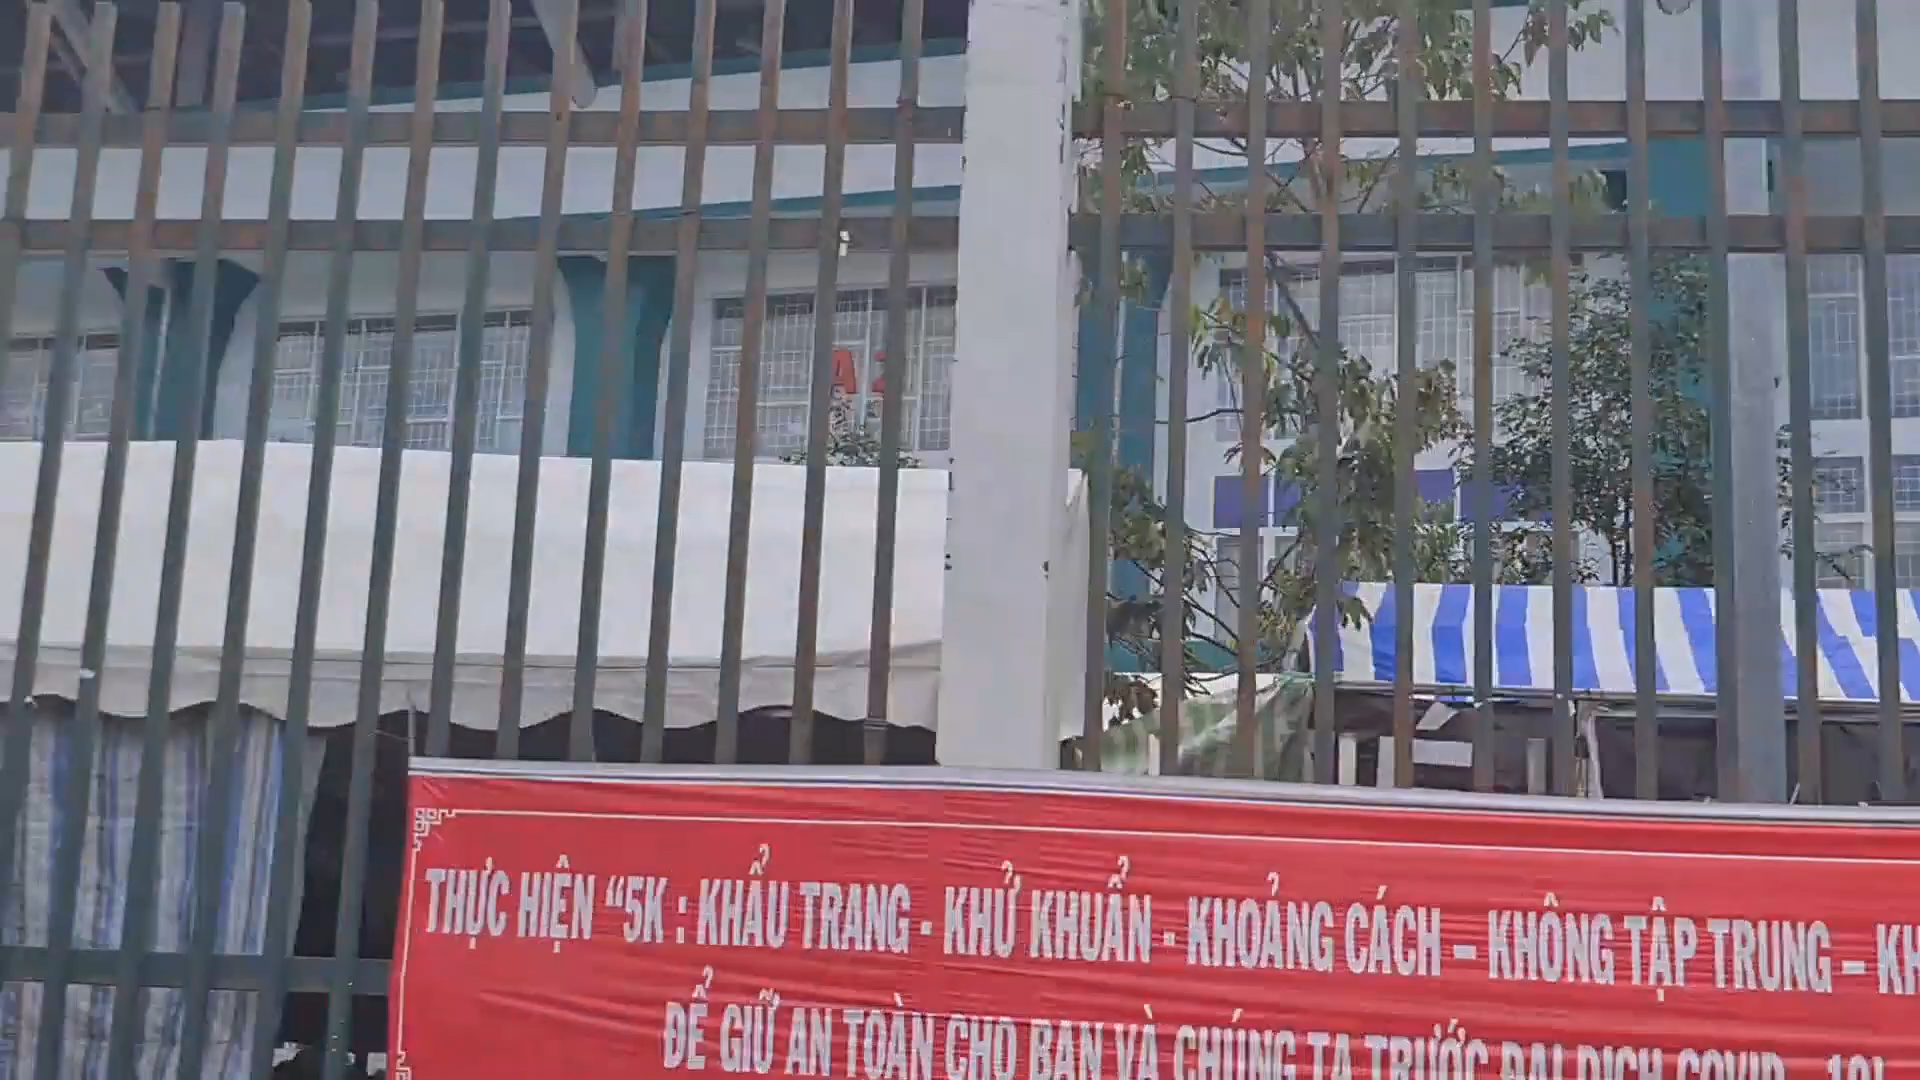 THỰC HIỆN “5K : KHẨU TRANG - KHỬ KHUẨN - KHOẢNG CÁCH – KHÔNG TẬP TRUNG – KH
ĐỂ GIỮ AN TOÀN CHO BẠN VÀ CHÚNG TA TRƯỚC ĐẠI DỊCH COVID - 19!